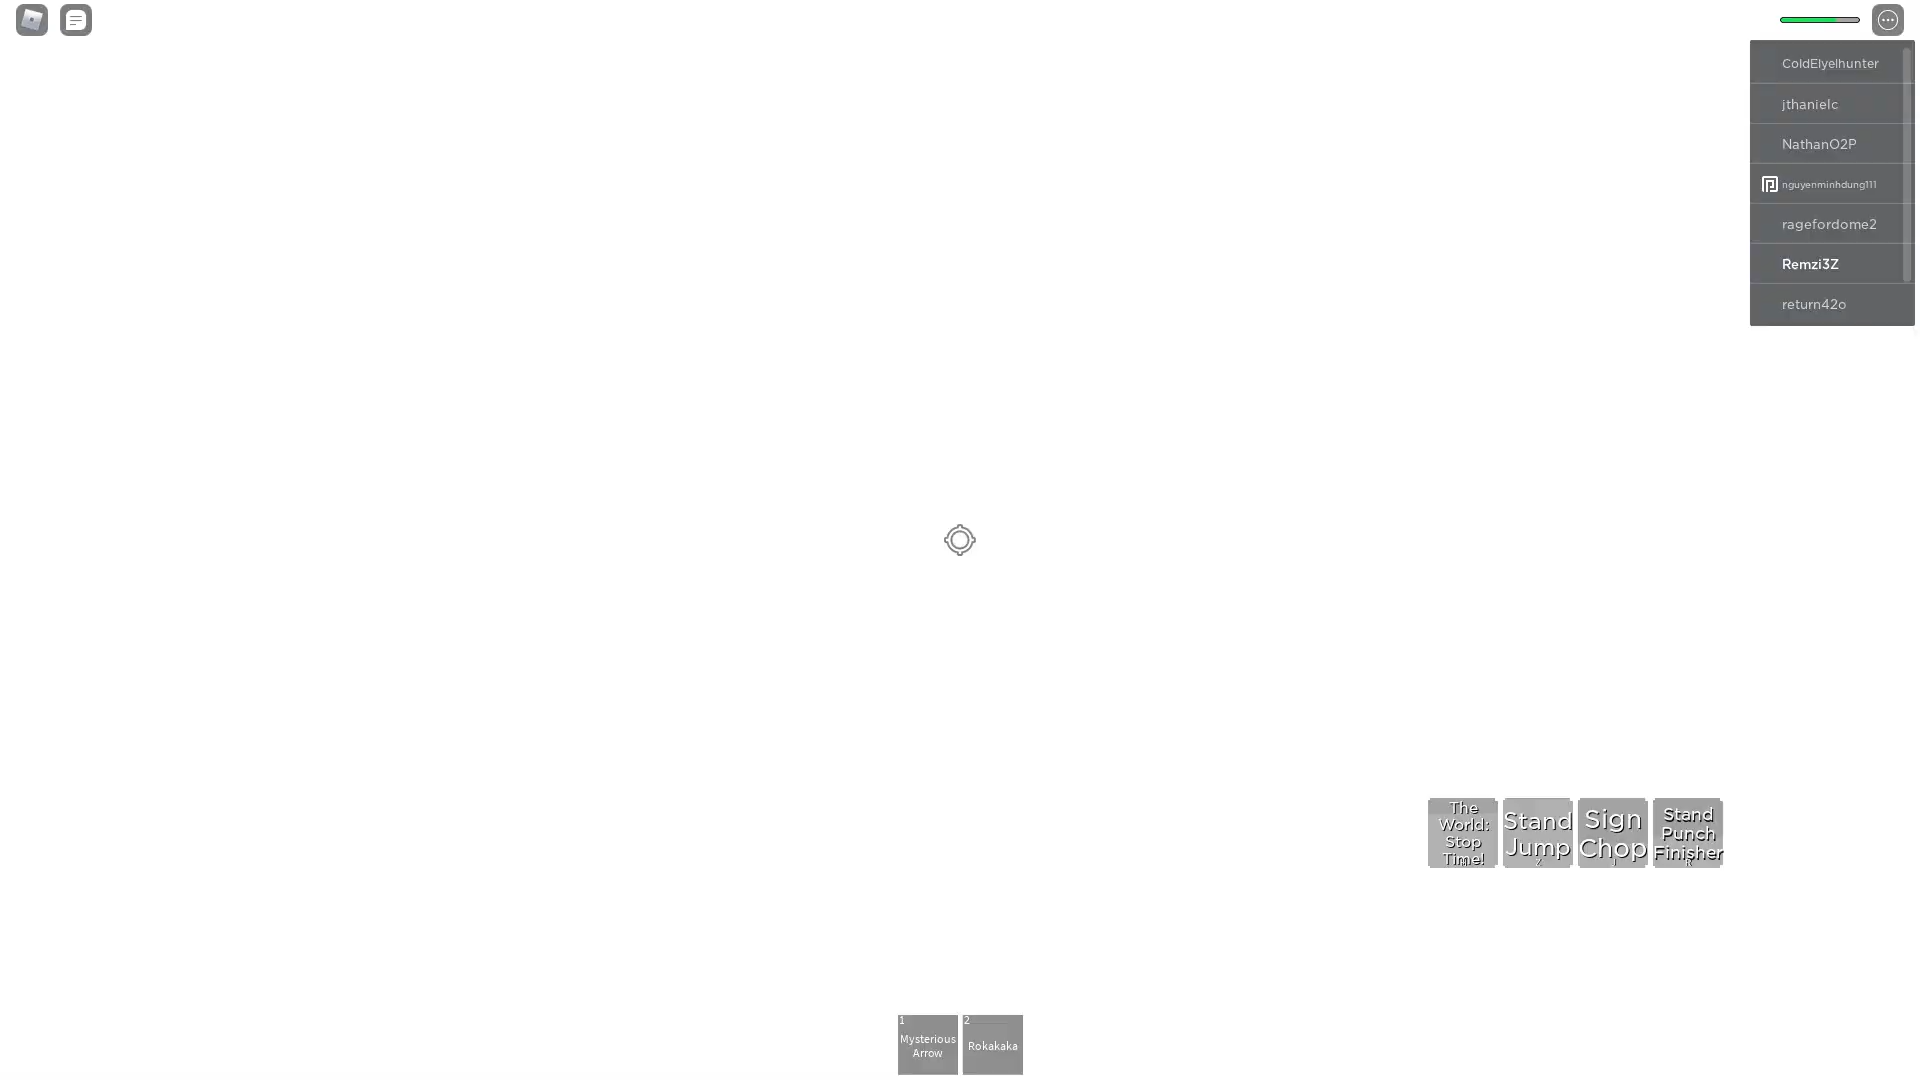 ColdElyelhunter
jthanielc
NathanO2P
nguyenminhdung111
ragefordome2
Remzi3Z
return42o
The
World:
Stop
Time!
Stand
Jump
Z
Sign
Chop
J
Stand
Punch
Finisher
R
1
Mysterious
Arrow
2
Rokakaka